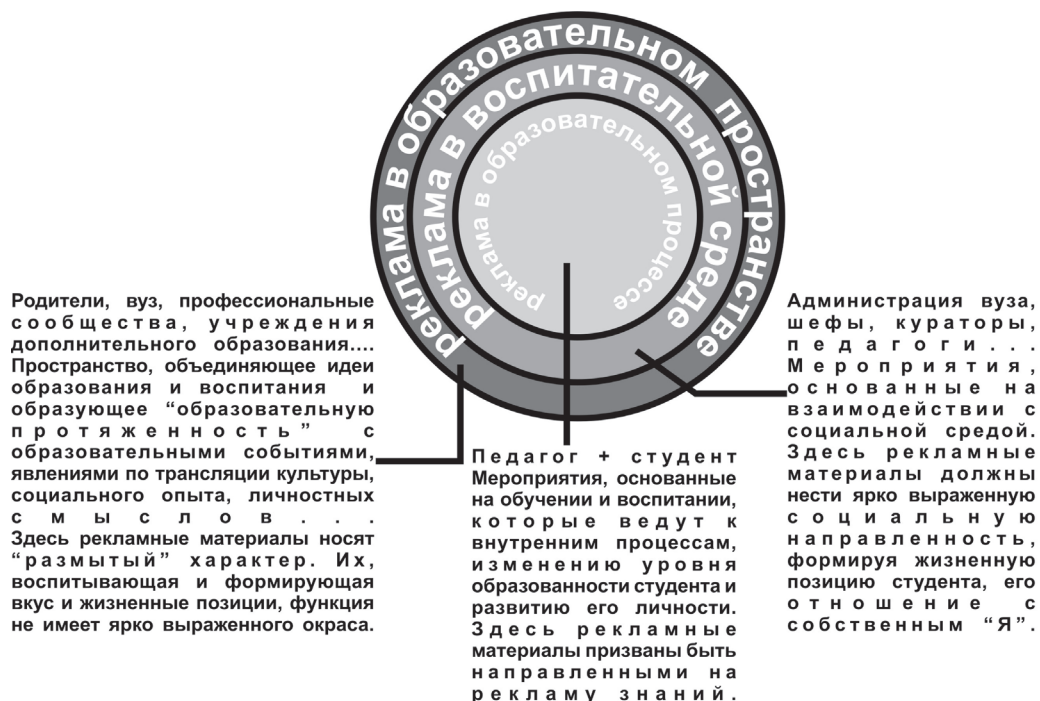 реклама в образовательном пространстве
реклама в воспитательной среде
реклама в образовательном процессе
Родители, вуз, профессиональные
сообщества, учреждения
дополнительного образования....
Пространство, объединяющее идеи
образования и воспитания и
образующее “образовательную
протяженность” с
образовательными событиями,
явлениями по трансляции культуры,
социального опыта, личностных
смыслов...
Здесь рекламные материалы носят
“размытый” характер. Их,
воспитывающая и формирующая
вкус и жизненные позиции, функция
не имеет ярко выраженного окраса.
Педагог + студент
Мероприятия, основанные
на обучении и воспитании,
которые ведут к
внутренним процессам,
изменению уровня
образованности студента и
развитию его личности.
Здесь рекламные
материалы призваны быть
направленными на
рекламу знаний.
Администрация вуза,
шефы, кураторы,
педагоги...
Мероприятия,
основанные на
взаимодействии с
социальной средой.
Здесь рекламные
материалы должны
нести ярко выраженную
социальную
направленность,
формируя жизненную
позицию студента, его
отношение с
собственным “Я”.